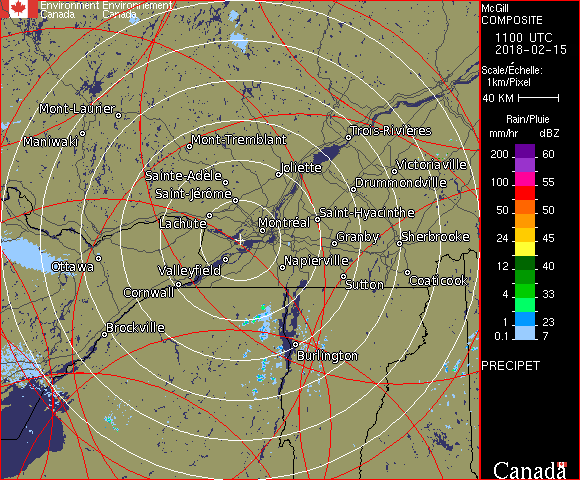 Environment Environnement
Canada Canada
McGill
COMPOSITE
1100 UTC
2018-02-15
Scale/Échelle:
1km/Pixel
40 KM
Rain/Pluie
mm/hr dBZ
200 60
100 55
50 50
24 45
12 40
4 33
1 23
0.1 7
PRECIPET
Canada
Mont-Laurier
Maniwaki
Mont-Tremblant
Trois-Rivières
Joliette
Victoriaville
Sainte-Adèle
Drummondville
Saint-Jérôme
Lachute
Saint-Hyacinthe
Montréal
Granby
Sherbrooke
Ottawa
Valleyfield
Napierville
Cornwall
Sutton
Coaticook
Brockville
Burlington